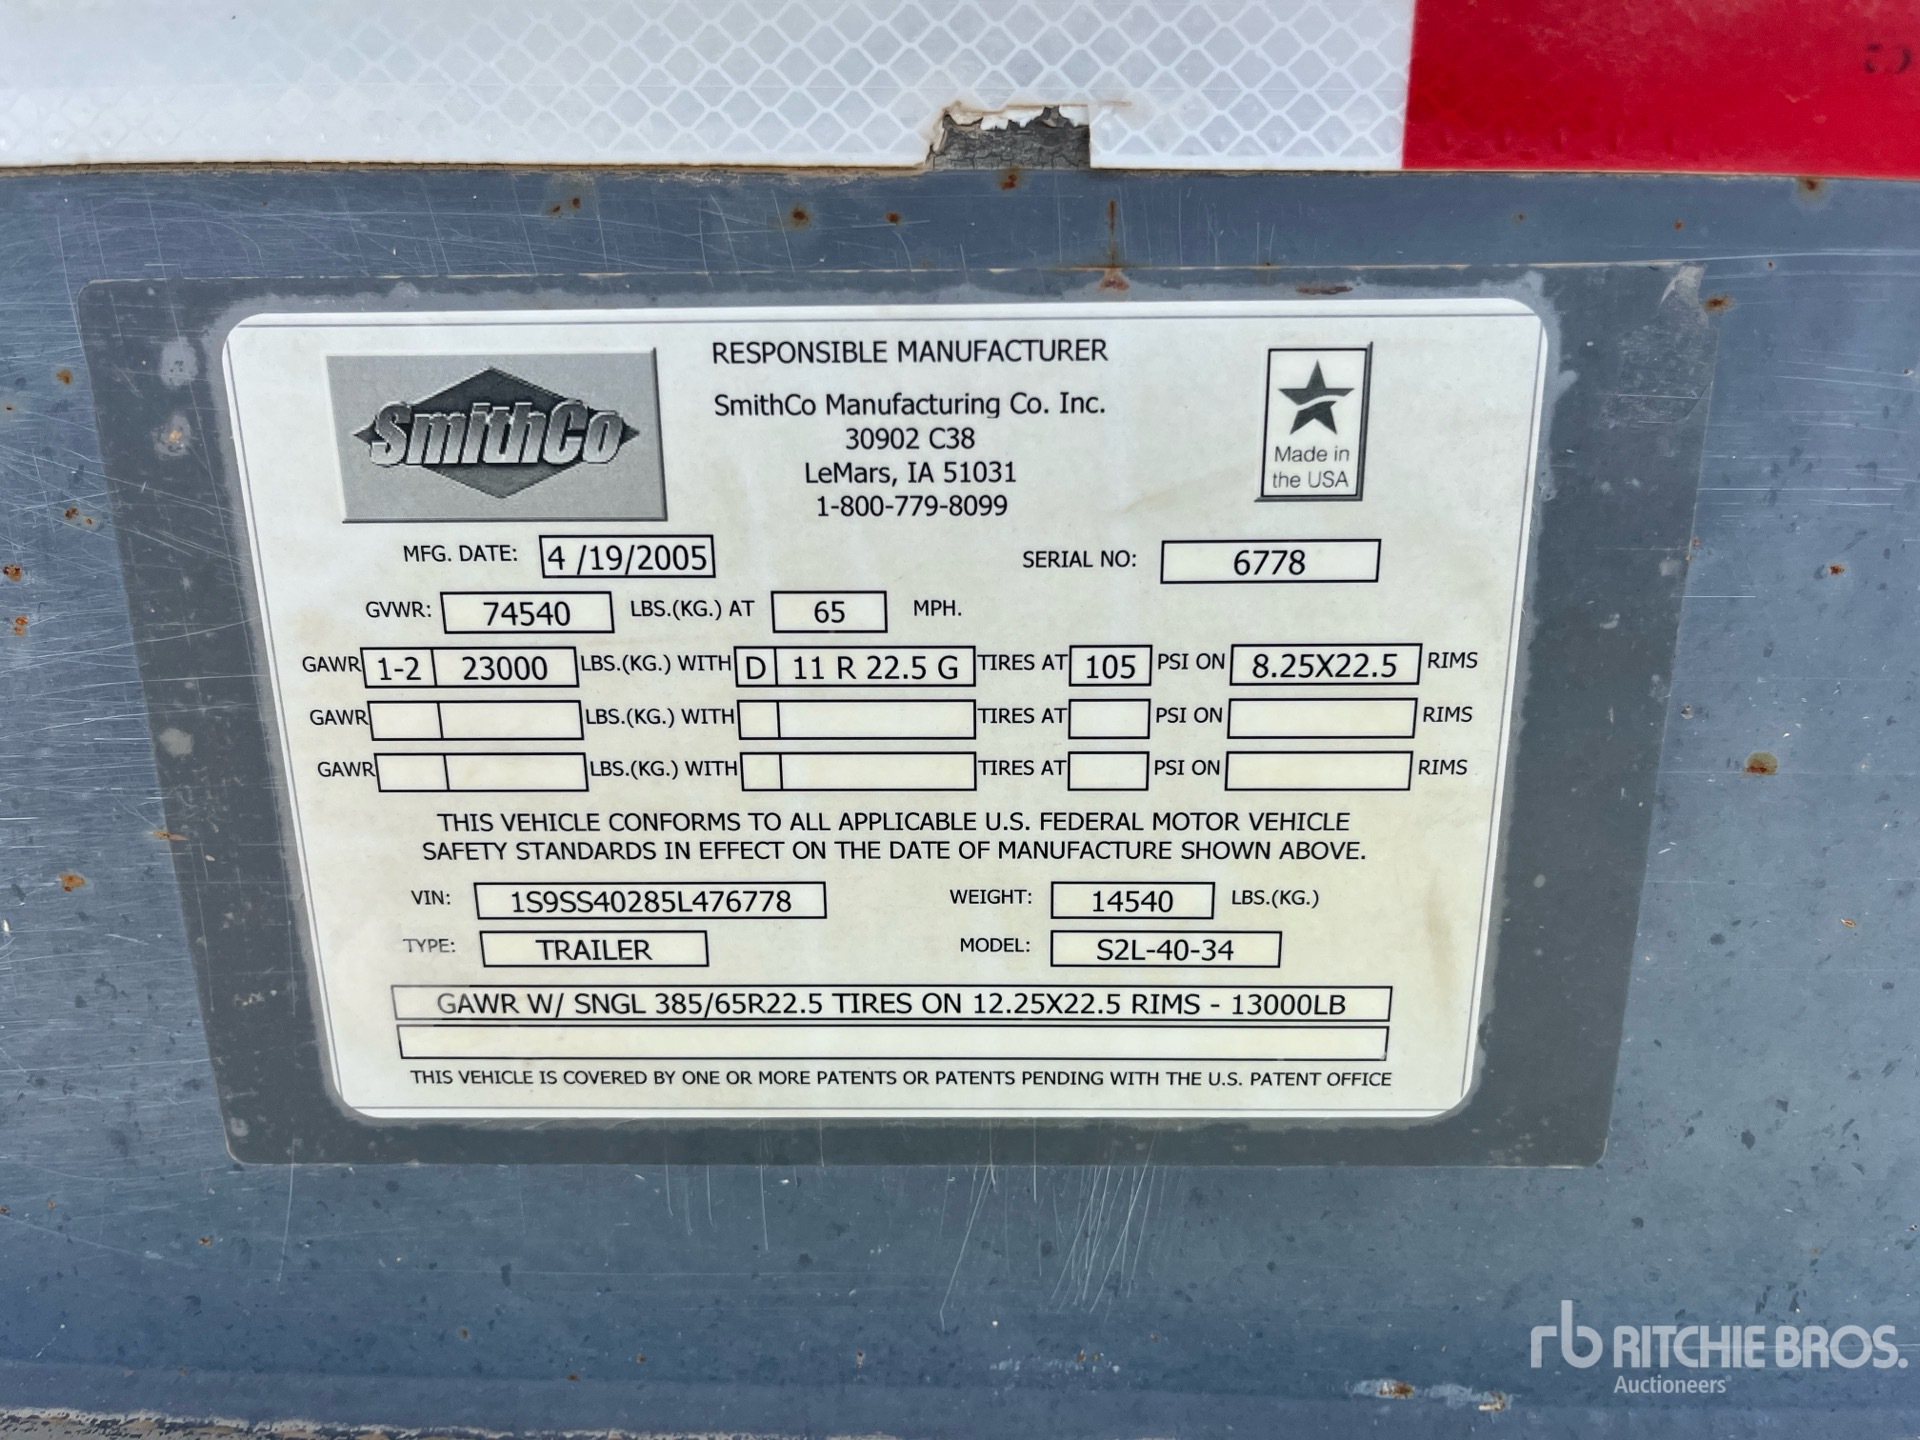 SmithCo
RESPONSIBLE MANUFACTURER
SmithCo Manufacturing Co. Inc.
30902 C38
LeMars, IA 51031
1-800-779-8099
Made in
the USA
MFG. DATE: 4 /19/2005 SERIAL NO: 6778
GVWR: 74540 LBS.(KG.) AT 65 MPH.
GAWR 1-2 23000 LBS.(KG.) WITH D 11 R 22.5 G TIRES AT 105 PSI ON 8.25X22.5 RIMS
GAWR LBS.(KG.) WITH TIRES AT PSI ON RIMS
GAWR LBS.(KG.) WITH TIRES AT PSI ON RIMS
THIS VEHICLE CONFORMS TO ALL APPLICABLE U.S. FEDERAL MOTOR VEHICLE
SAFETY STANDARDS IN EFFECT ON THE DATE OF MANUFACTURE SHOWN ABOVE.
VIN: 1S9SS40285L476778 WEIGHT: 14540 LBS.(KG.)
TYPE: TRAILER MODEL: S2L-40-34
GAWR W/ SNGL 385/65R22.5 TIRES ON 12.25X22.5 RIMS - 13000LB
THIS VEHICLE IS COVERED BY ONE OR MORE PATENTS OR PATENTS PENDING WITH THE U.S. PATENT OFFICE
rb RITCHIE BROS.
Auctioneers